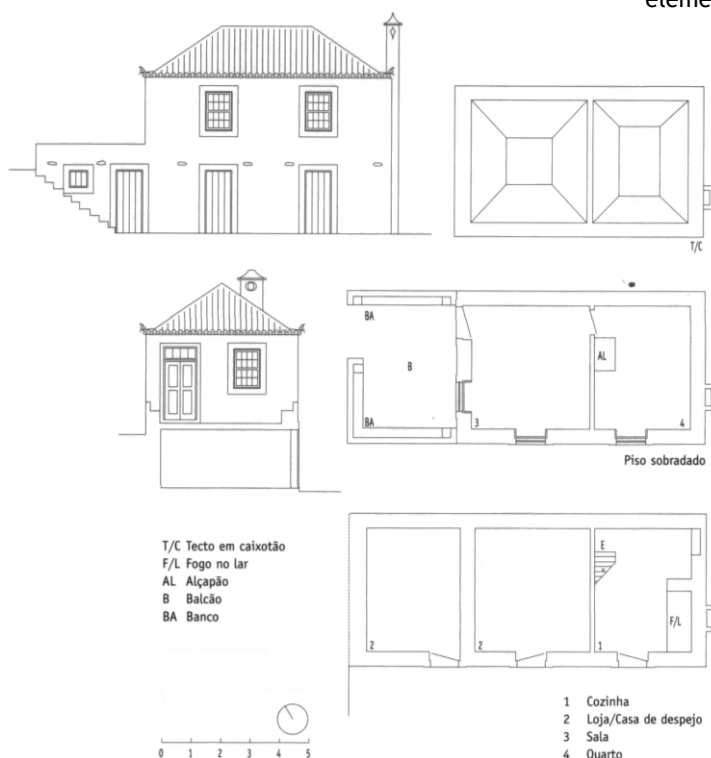 eleme
T/C
BA
B
BA
AL
3
4
Piso sobradado
T/C Tecto em caixotão
F/L Fogo no lar
AL Alçapão
B Balcão
BA Banco
E
F/L
2
2
1
1 Cozinha
2 Loja/Casa de despejo
3 Sala
4 Quarto
0 1 2 3 4 5